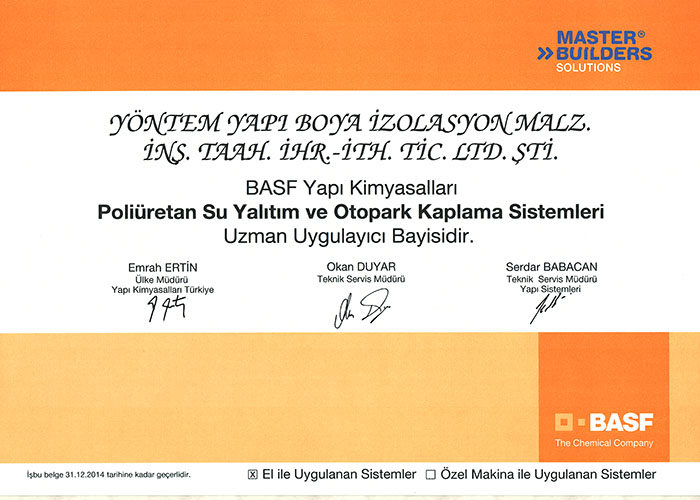 MASTER®
»BUILDERS
SOLUTIONS
YÖNTEM YAPI BOYA İZOLASYON MALZ.
İNŞ. TAAH. İHR.-İTH. TİC. LTD. ŞTİ.
BASF Yapı Kimyasalları
Poliüretan Su Yalıtım ve Otopark Kaplama Sistemleri
Uzman Uygulayıcı Bayisidir.
Emrah ERTİN
Ülke Müdürü
Yapı Kimyasalları Türkiye
Okan DUYAR
Teknik Servis Müdürü
Serdar BABACAN
Teknik Servis Müdürü
Yapı Sistemleri
BASF
The Chemical Company
İşbu belge 31.12.2014 tarihine kadar geçerlidir.
☒ El ile Uygulanan Sistemler ☐ Özel Makina ile Uygulanan Sistemler